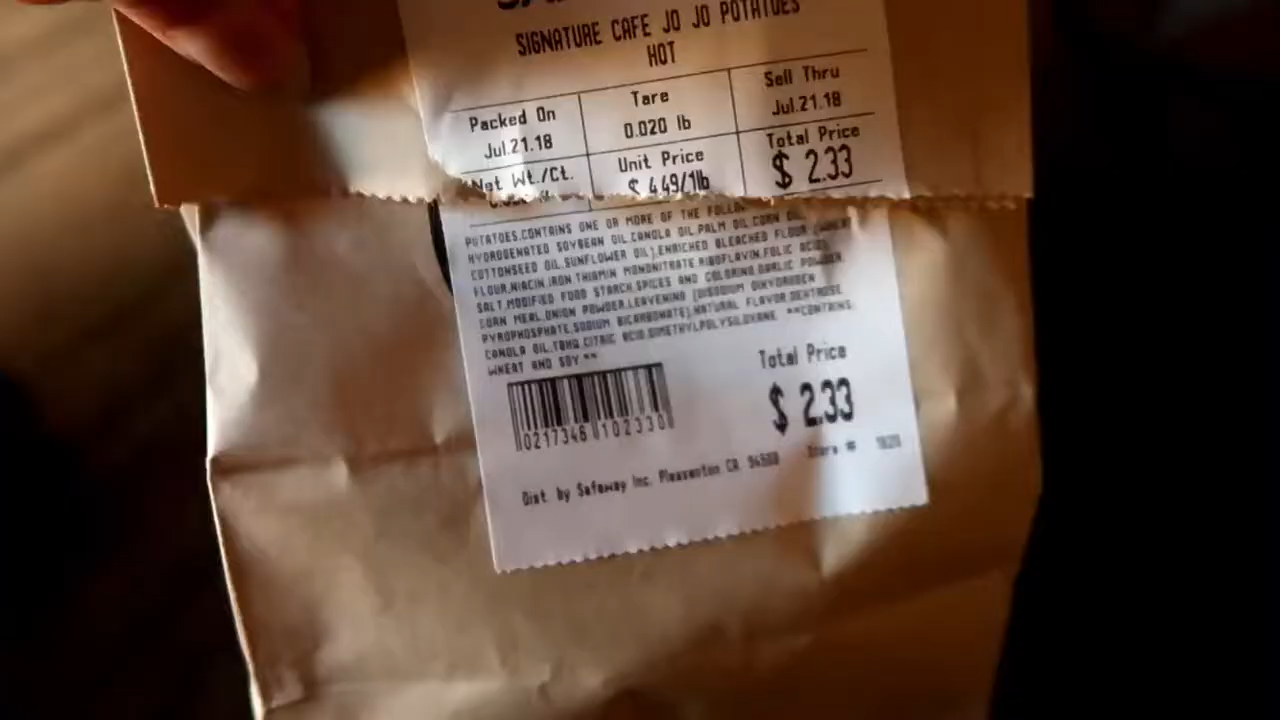 SIGNATURE CAFE JO JO POTATOES
HOT
Packed On
Jul.21.18
Tare
0.020 lb
Sell Thru
Jul.21.18
Net Wt./Ct.
Unit Price
$ 4.49/1lb
Total Price
$ 2.33
POTATOES,CONTAINS ONE OR MORE OF THE
HYDROGENATED SOYBEAN OIL,CANOLA OIL,PALM OIL,CORN
COTTONSEED OIL,SUNFLOWER OIL),ENRICHED BLEACHED FLOUR (WHEAT
FLOUR,NIACIN,IRON,THIAMIN MONONITRATE,RIBOFLAVIN,FOLIC ACID)
SALT,MODIFIED FOOD STARCH,SPICES AND COLORING,GARLIC POWDER,
CORN MEAL,ONION POWDER,LEAVENING (DISODIUM DIHYDROGEN
PYROPHOSPHATE,SODIUM BICARBONATE),NATURAL FLAVOR,DEXTROSE
CANOLA OIL,TBHQ,CITRIC ACID,DIMETHYLPOLYSILOXANE **CONTAINS:
WHEAT AND SOY **
0217346 102330
Total Price
$ 2.33
Dist. by Safeway Inc. Pleasanton CA Store #